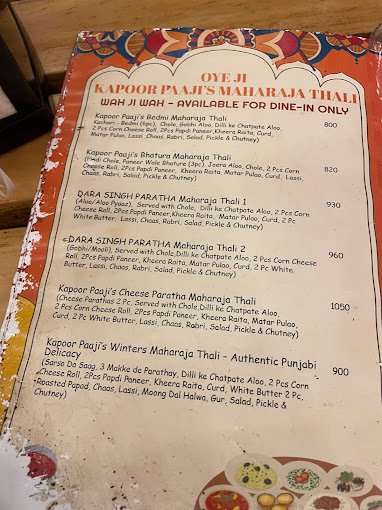 OYE JI
KAPOOR PAAJI'S MAHARAJA THALI
WAH JI WAH - AVAILABLE FOR DINE-IN ONLY
Kapoor Paaji's Bedmi Maharaja Thali 800
Kachori - Bedmi (6pc), Chole, Gobhi Aloo, Dilli ke Chatpate Aloo,
2 Pcs Corn Cheese Roll, 2Pcs Papdi Paneer, Kheera Raita, Curd,
Matar Pulao, Lassi, Chaas, Rabri, Salad, Pickle & Chutney)
Kapoor Paaji's Bhatura Maharaja Thali 820
(Pindi Chole, Paneer Wale Bhature (3pc), Jeera Aloo, Chole, 2 Pcs Corn
Cheese Roll, 2Pcs Papdi Paneer, Kheera Raita, Matar Pulao, Curd, Lassi,
Chaas, Rabri, Salad, Pickle & Chutney)
DARA SINGH PARATHA Maharaja Thali 1 930
(Aloo/Aloo Pyaaz), Served with Chole, Dilli ke Chatpate Aloo, 2 Pcs Corn
Cheese Roll, 2Pcs Papdi Paneer, Kheera Raita, Matar Pulao, Curd, 2 Pc
White Butter, Lassi, Chaas, Rabri, Salad, Pickle & Chutney)
DARA SINGH PARATHA Maharaja Thali 2 960
(Gobhi/Mooli), Served with Chole, Dilli ke Chatpate Aloo, 2 Pcs Corn Cheese
Roll, 2Pcs Papdi Paneer, Kheera Raita, Matar Pulao, Curd, 2 Pc White
Butter, Lassi, Chaas, Rabri, Salad, Pickle & Chutney)
Kapoor Paaji's Cheese Paratha Maharaja Thali 1050
(Cheese Parathas 2 Pc, Served with Chole, Dilli ke Chatpate Aloo,
2 Pcs Corn Cheese Roll, 2Pcs Papdi Paneer, Kheera Raita, Matar Pulao,
Curd, 2 Pc White Butter, Lassi, Chaas, Rabri, Salad, Pickle & Chutney)
Kapoor Paaji's Winters Maharaja Thali - Authentic Punjabi
Delicacy 900
(Sarso Da Saag, 3 Makke de Parathay, Dilli ke Chatpate Aloo, 2 Pcs Corn
Cheese Roll, 2Pcs Papdi Paneer, Kheera Raita, Curd, White Butter 2 Pc,
Roasted Papad, Chaas, Lassi, Moong Dal Halwa, Gur, Salad, Pickle &
Chutney)